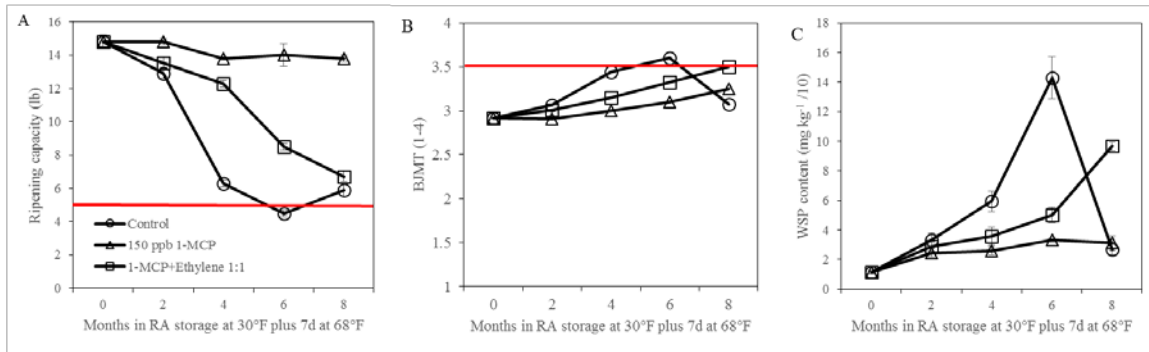 A
Ripening capacity (lb)
16
14
12
10
8
6
4
2
0
Control
150 ppb 1-MCP
1-MCP+Ethylene 1:1
0 2 4 6 8
Months in RA storage at 30°F plus 7d at 68°F
B
BJMT (1-4)
4
3.5
3
2.5
2
1.5
1
0 2 4 6 8
Months in RA storage at 30°F plus 7d at 68°F
C
WSP content (mg kg-1 /10)
16
14
12
10
8
6
4
2
0
0 2 4 6 8
Months in RA storage at 30°F plus 7d at 68°F